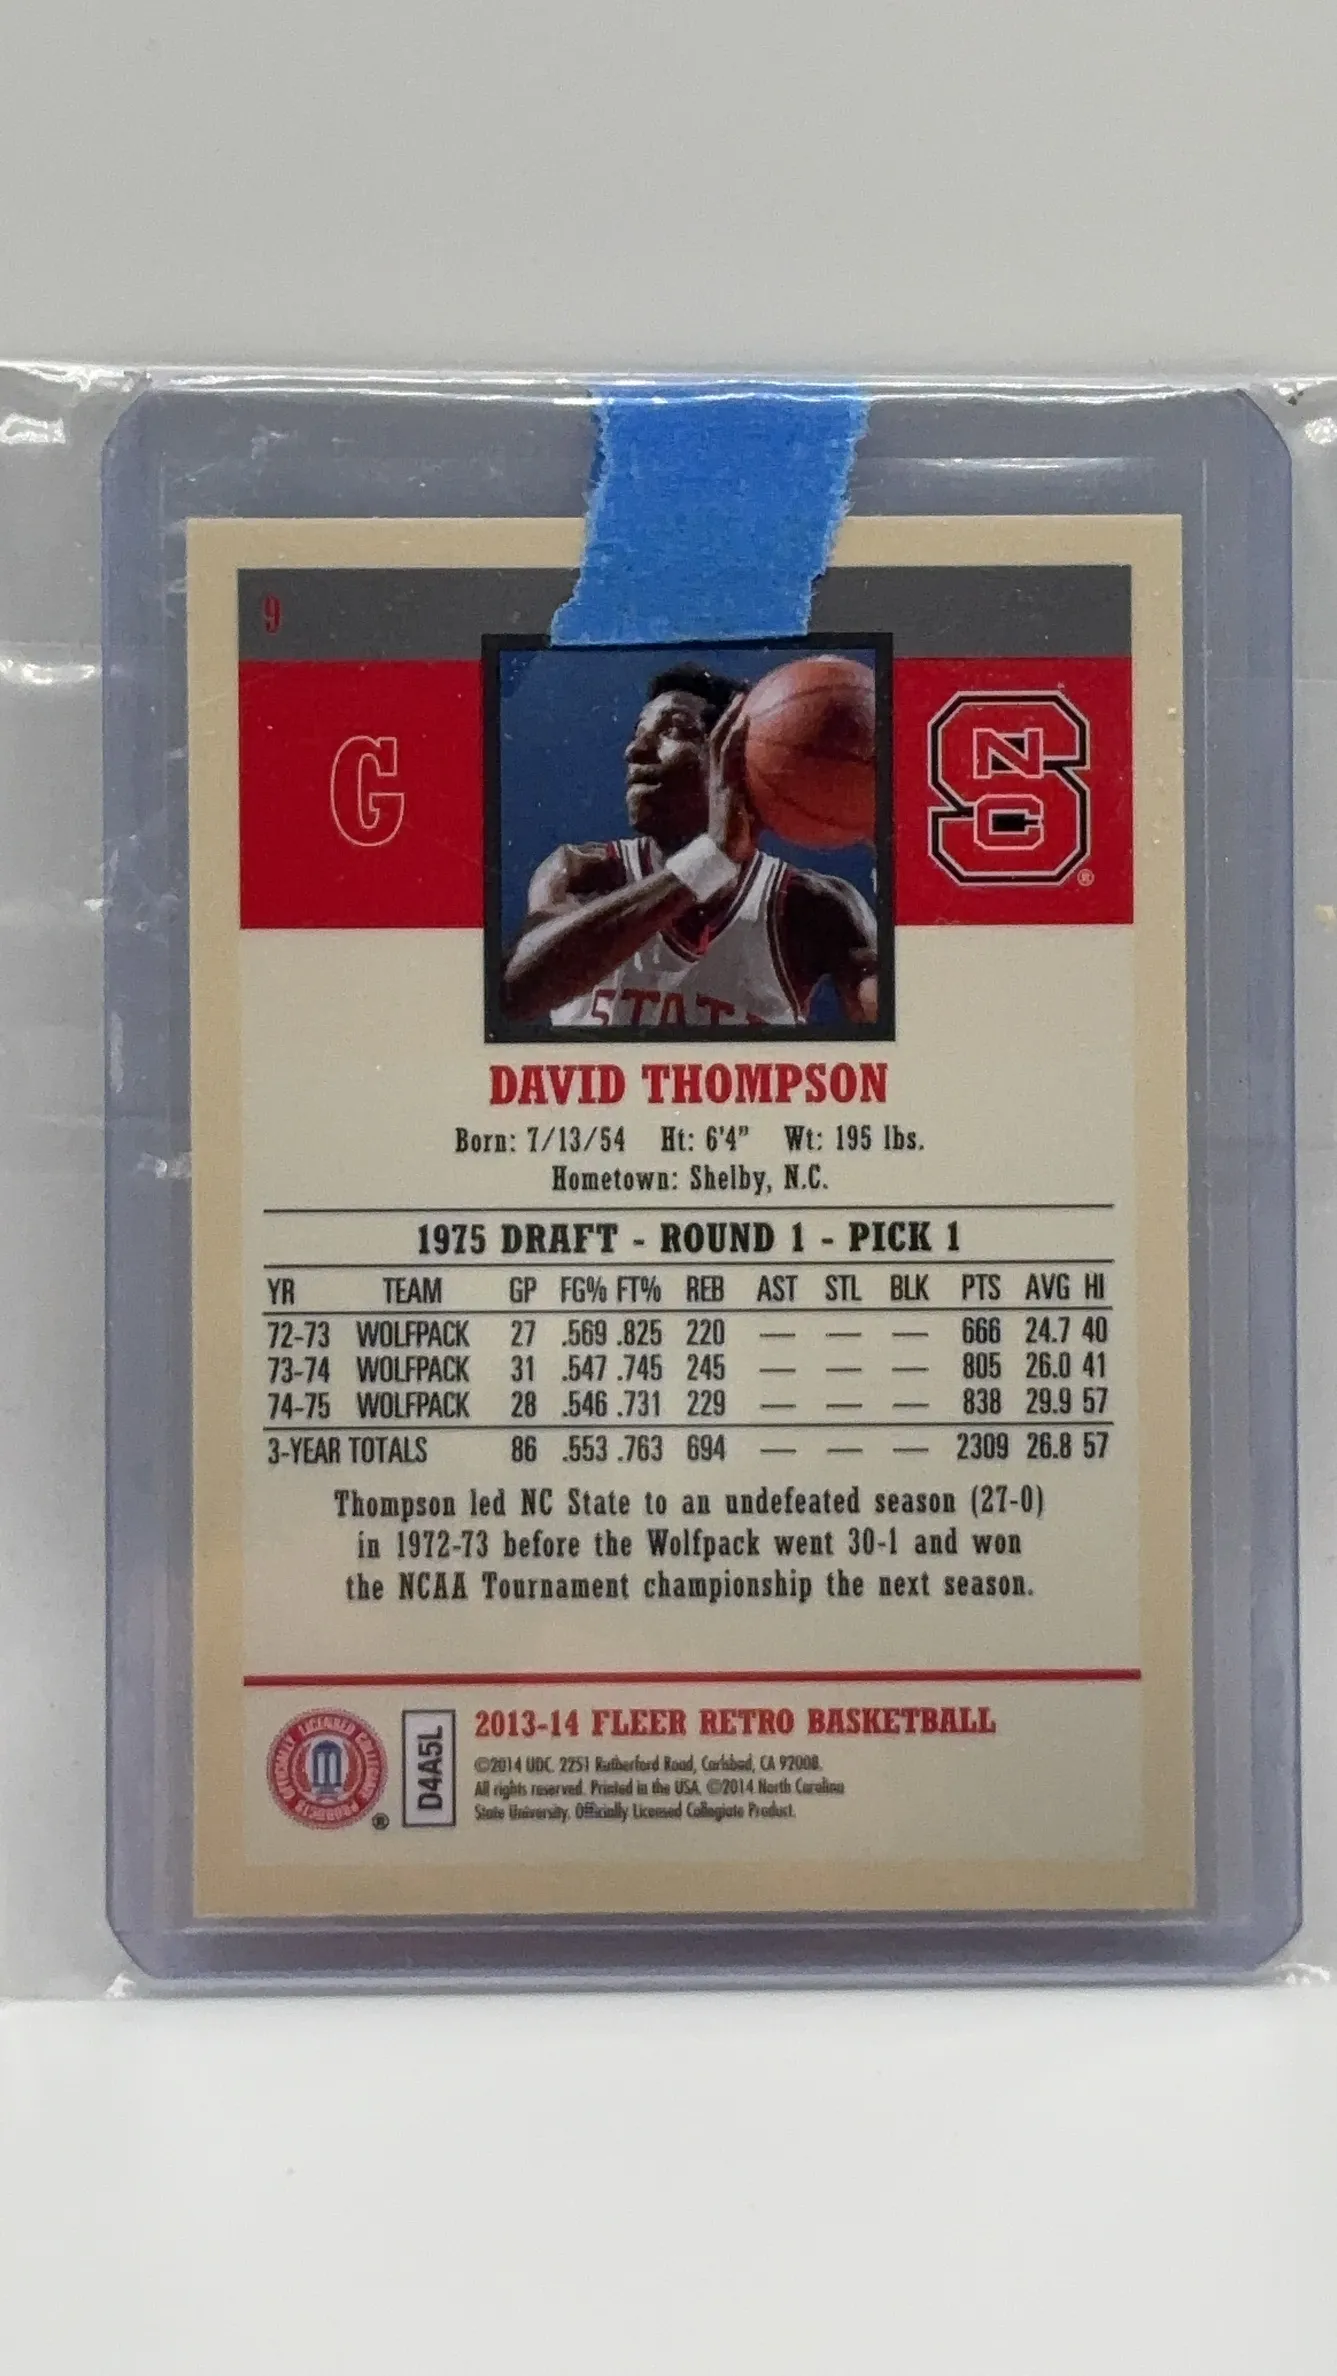 9
G
NC
S
®
STATE
DAVID THOMPSON
Born: 7/13/54 Ht: 6'4" Wt: 195 lbs.
Hometown: Shelby, N.C.
1975 DRAFT - ROUND 1 - PICK 1
YR TEAM GP FG% FT% REB AST STL BLK PTS AVG HI
72-73 WOLFPACK 27 .569 .825 220 — — — 666 24.7 40
73-74 WOLFPACK 31 .547 .745 245 — — — 805 26.0 41
74-75 WOLFPACK 28 .546 .731 229 — — — 838 29.9 57
3-YEAR TOTALS 86 .553 .763 694 — — — 2309 26.8 57
Thompson led NC State to an undefeated season (27-0)
in 1972-73 before the Wolfpack went 30-1 and won
the NCAA Tournament championship the next season.
OFFICIALLY LICENSED COLLEGIATE PRODUCTS
®
D4A5L
2013-14 FLEER RETRO BASKETBALL
©2014 UDC. 2251 Rutherford Road, Carlsbad, CA 92008.
All rights reserved. Printed in the USA. ©2014 North Carolina
State University. Officially Licensed Collegiate Product.